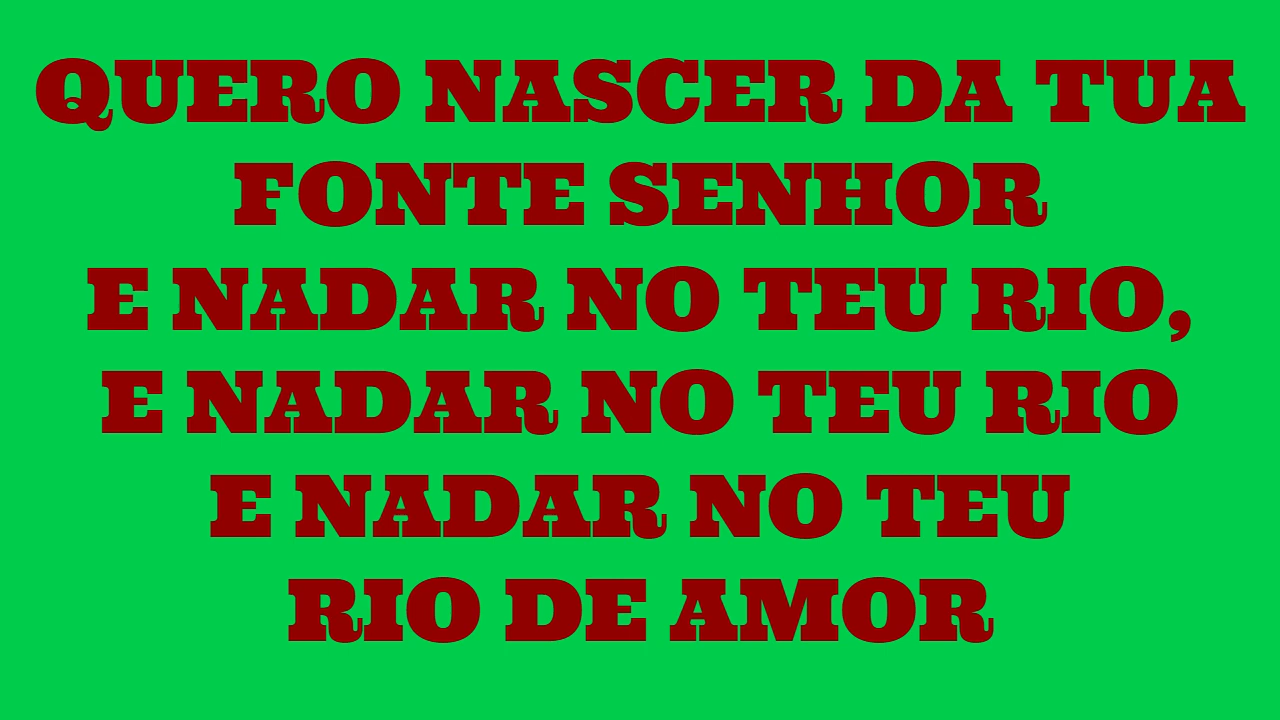 QUERO NASCER DA TUA
FONTE SENHOR
E NADAR NO TEU RIO,
E NADAR NO TEU RIO
E NADAR NO TEU
RIO DE AMOR